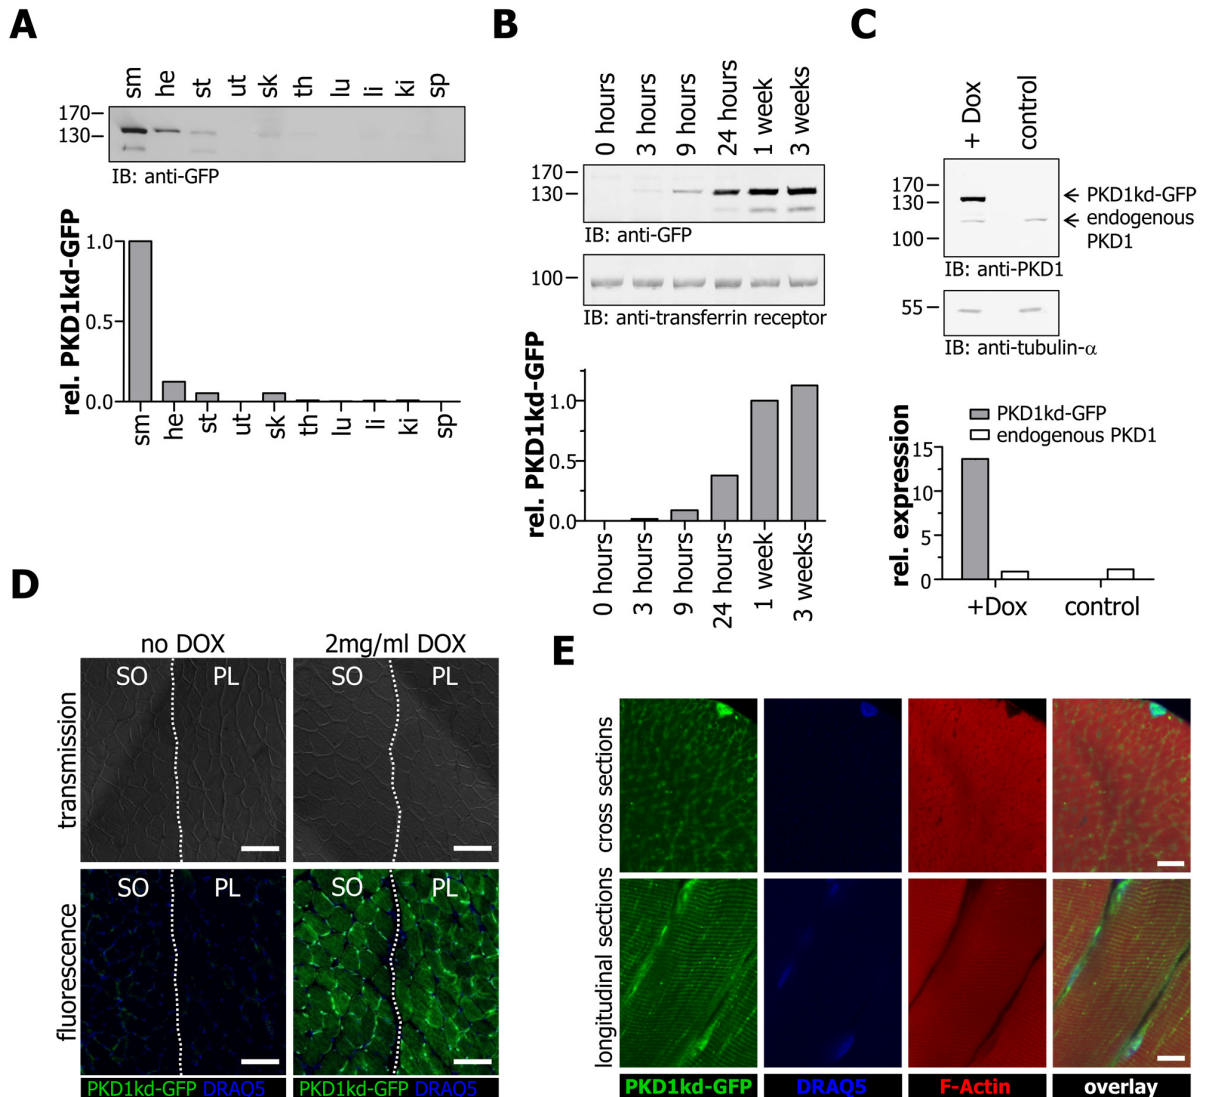 A
sm he st ut sk th lu li ki sp
170
130
IB: anti-GFP
rel. PKD1kd-GFP
1.0
0.5
0.0
sm he st ut sk th lu li ki sp
B
0 hours 3 hours 9 hours 24 hours 1 week 3 weeks
170
130
IB: anti-GFP
100
IB: anti-transferrin receptor
rel. PKD1kd-GFP
1.0
0.5
0.0
0 hours 3 hours 9 hours 24 hours 1 week 3 weeks
C
+ Dox control
170
130
100
PKD1kd-GFP
endogenous
PKD1
IB: anti-PKD1
55
IB: anti-tubulin-α
PKD1kd-GFP
endogenous PKD1
rel. expression
15
10
5
0
+Dox control
D
no DOX 2mg/ml DOX
transmission
SO PL SO PL
fluorescence
SO PL SO PL
PKD1kd-GFP DRAQ5 PKD1kd-GFP DRAQ5
E
cross sections
longitudinal sections
PKD1kd-GFP DRAQ5 F-Actin overlay